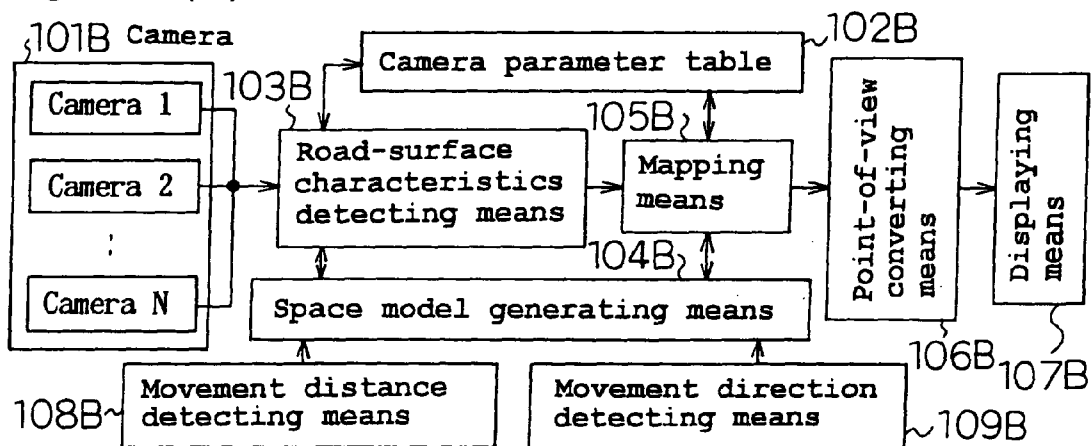 101B Camera
102B
Camera parameter table
103B
105B
Camera 1
Camera 2
Camera N
Road-surface
characteristics
detecting means
Mapping
means
104B
Space model generating means
Point-of-view
converting
means
Displaying
means
106B
107B
108B
Movement distance
detecting means
Movement direction
detecting means
109B